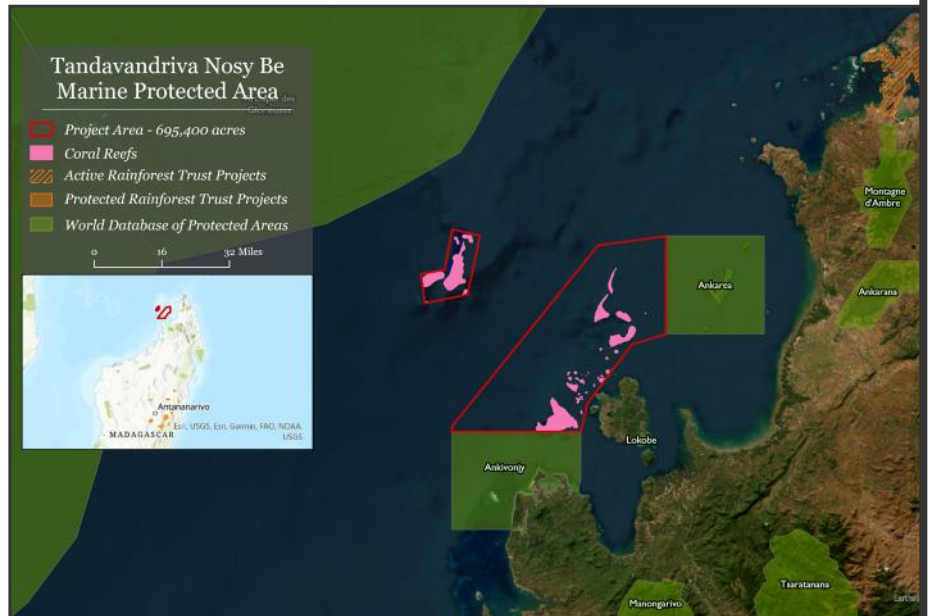 Tandavandriva Nosy Be
Marine Protected Area
Glorieuses
Project Area - 695,400 acres
Coral Reefs
Active Rainforest Trust Projects
Protected Rainforest Trust Projects
World Database of Protected Areas
0 16 32 Miles
Antananarivo
MADAGASCAR
Esri, USGS, Esri, Garmin, FAO, NOAA,
USGS
Montagne
d'Ambre
Ankarea
Ankarana
Lokobe
Ankivonjy
Tsaratanana
Manongarivo